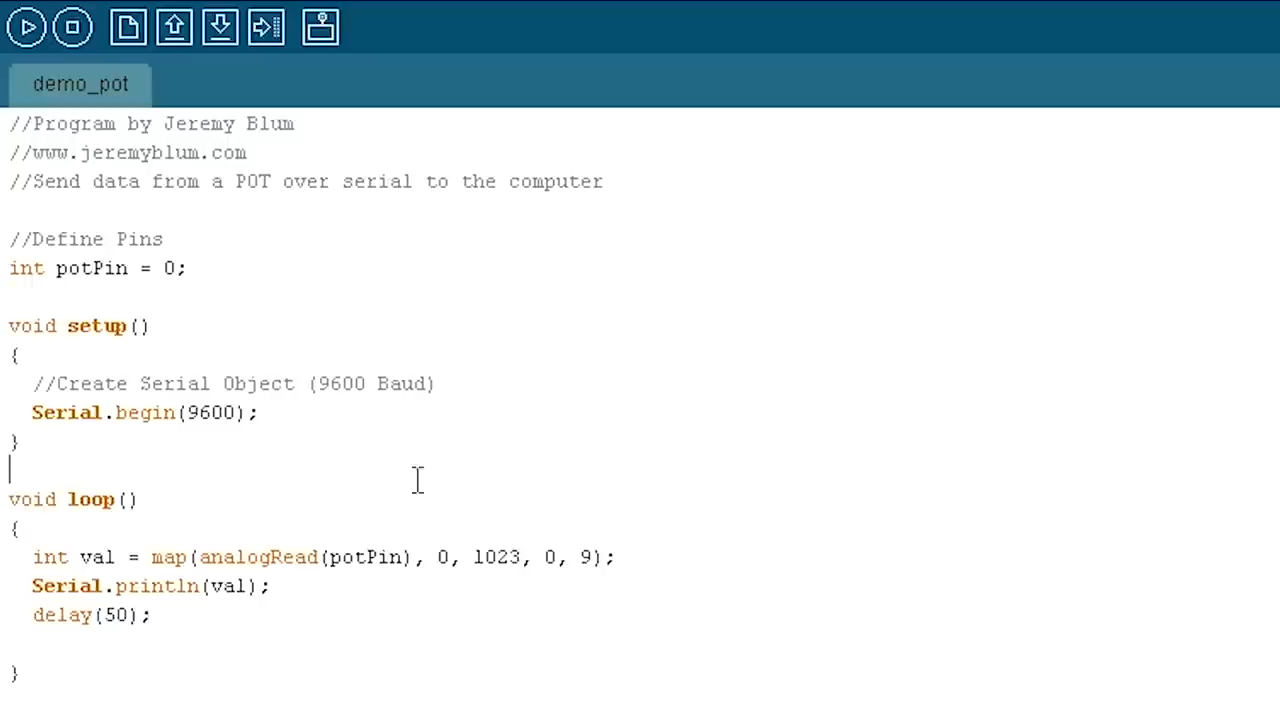 demo_pot
//Program by Jeremy Blum
//www.jeremyblum.com
//Send data from a POT over serial to the computer
//Define Pins
int potPin = 0;
void setup()
{
//Create Serial Object (9600 Baud)
Serial.begin(9600);
}
void loop()
{
int val = map(analogRead(potPin), 0, 1023, 0, 9);
Serial.println(val);
delay(50);
}